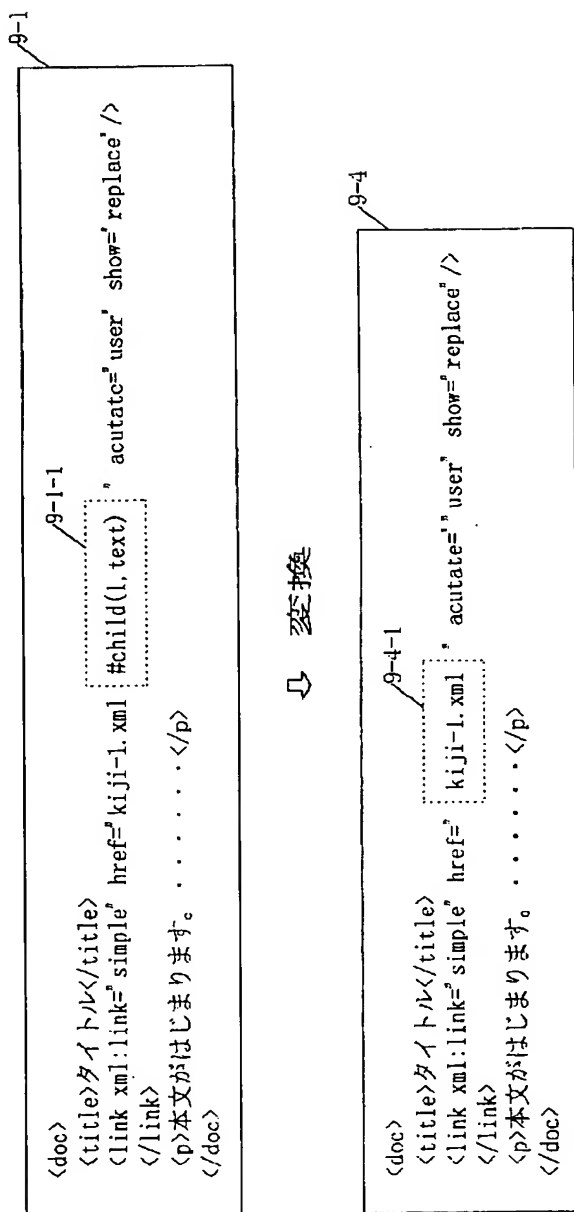 9-1
9-1-1
<doc>
<title>タイトル</title>
<link xml:link="simple" href="kiji-1.xml #child(1,text) " acutatc="user" show="replace"/>
</link>
<p>本文がはじまります。・・・・・・・</p>
</doc>
⇩ 変換
9-4
9-4-1
<doc>
<title>タイトル</title>
<link xml:link="simple" href=" kiji-1.xml " acutate="user" show="replace"/>
</link>
<p>本文がはじまります。・・・・・・・</p>
</doc>